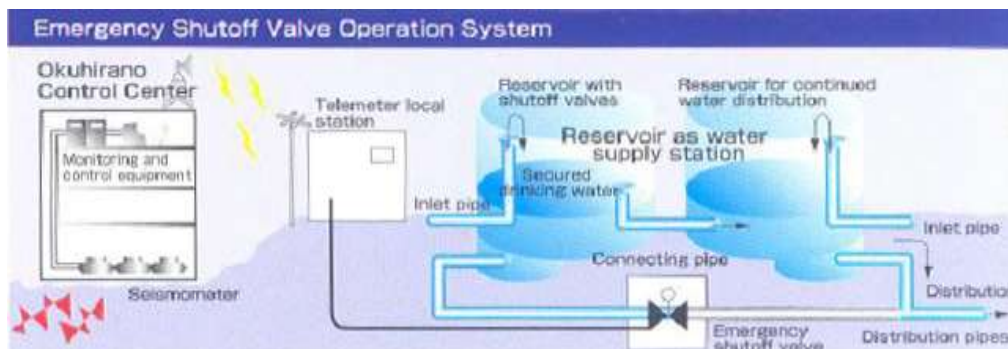 Emergency Shutoff Valve Operation System
Okuhirano
Control Center
Monitoring and
control equipment
Seismometer
Telemeter local
station
Reservoir with
shutoff valves
Reservoir for continued
water distribution
Reservoir as water
supply station
Secured
drinking water
Inlet pipe
Inlet pipe
Connecting pipe
Distribution
Emergency
shutoff valve
Distribution pipes